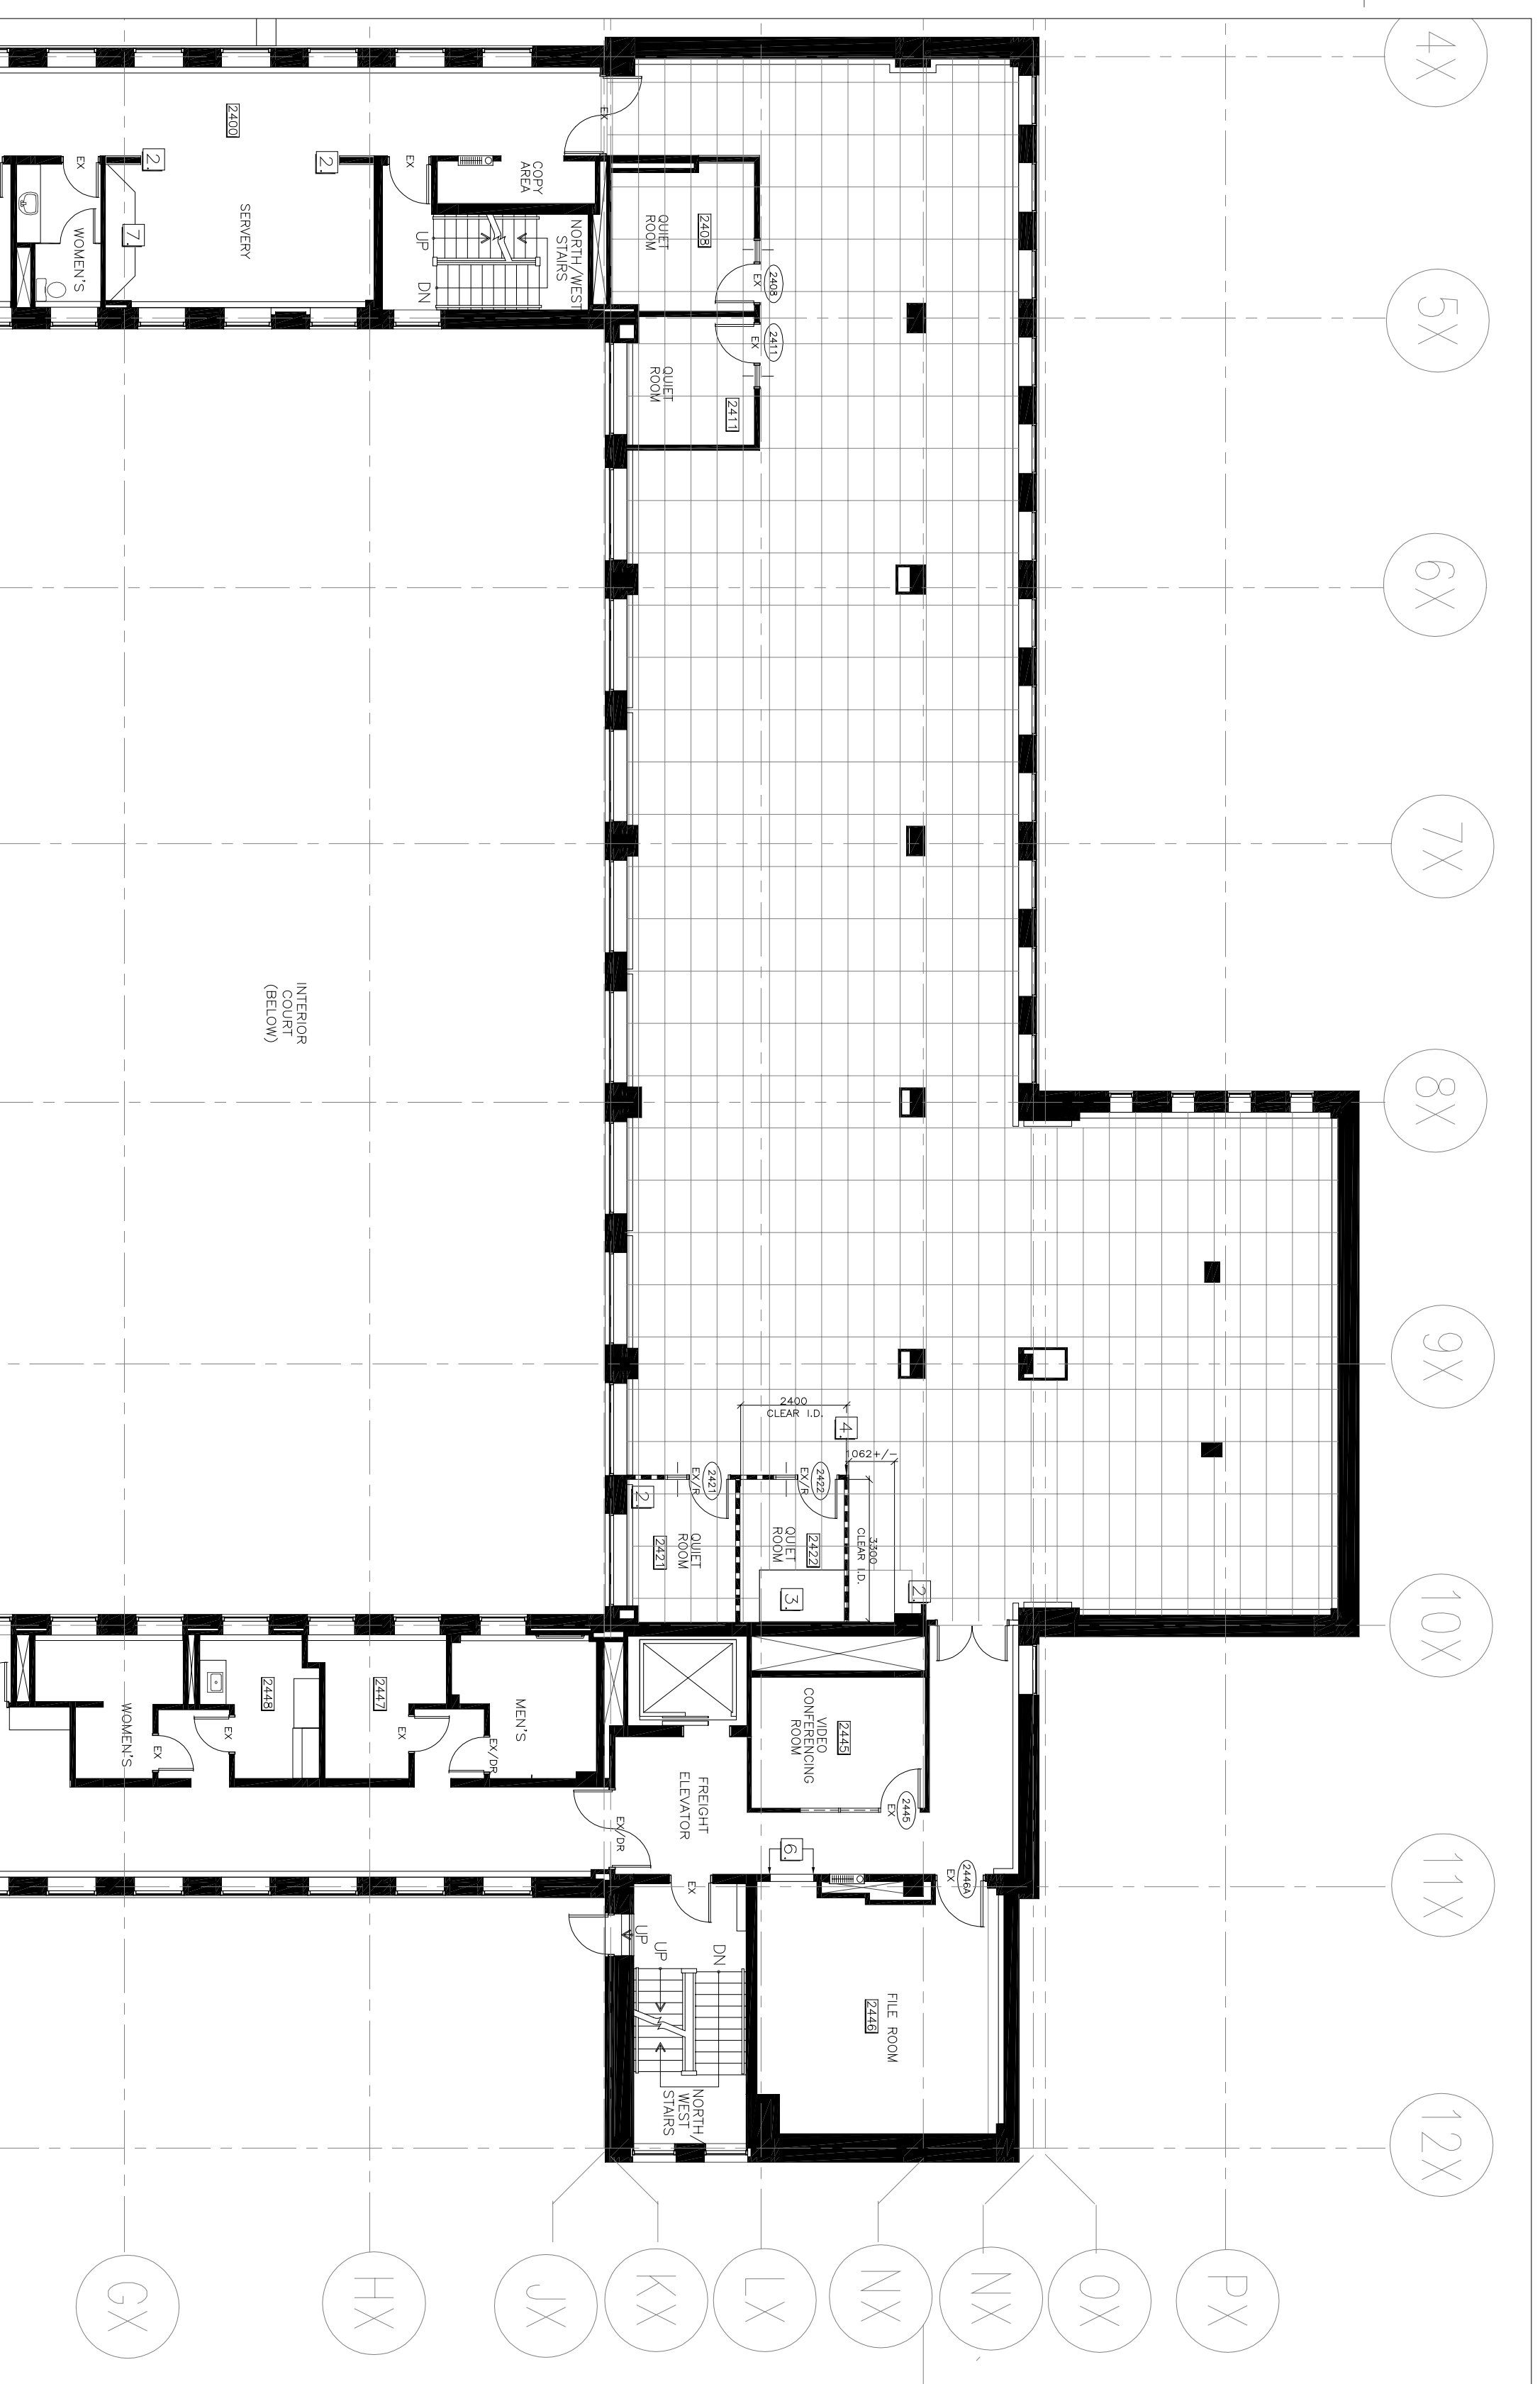 4X
5X
6X
7X
8X
9X
10X
11X
12X
GX
HX
JX
KX
LX
NX
NX
OX
PX
2400
EX
COPY
AREA
2.
2.
EX
EX
SERVERY
7.
WOMEN'S
NORTH/WEST
STAIRS
UP
DN
2408
QUIET
ROOM
2408
EX
2411
EX
QUIET
ROOM
2411
INTERIOR
COURT
(BELOW)
2400
CLEAR I.D.
4.
1062+/-
3300
CLEAR I.D.
2421
EX/R
2422
EX/R
2.
QUIET
ROOM
2421
QUIET
ROOM
2422
3.
2.
WOMEN'S
EX
2448
EX
2447
EX
MEN'S
EX/DR
EX/DR
FREIGHT
ELEVATOR
VIDEO
CONFERENCING
ROOM
2445
2445
EX
6.
2446A
EX
EX
UP
UP
DN
FILE ROOM
2446
NORTH
WEST
STAIRS